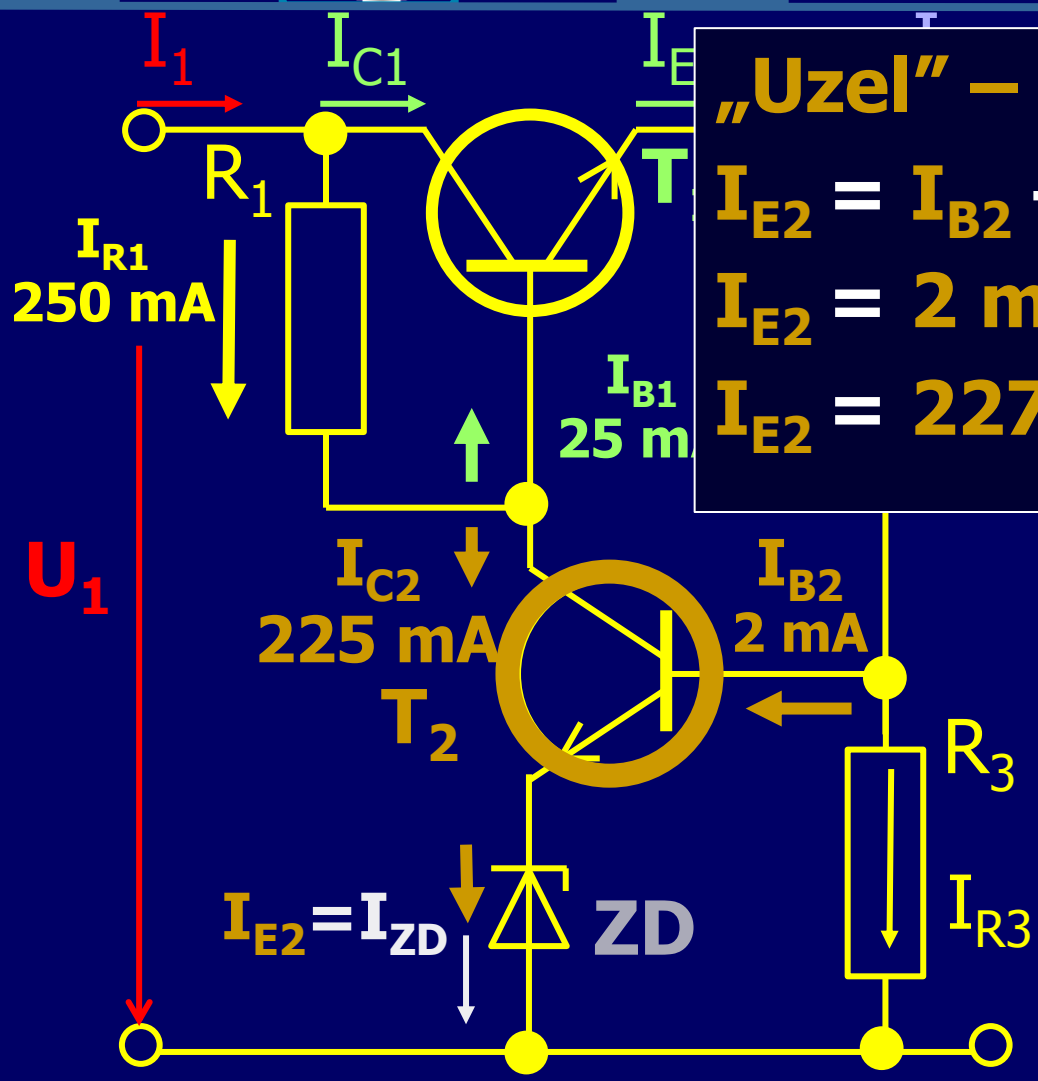 I1
IC1
IE
„Uzel” –
R1
T
IE2 = IB2
IR1
250 mA
IE2 = 2 m
IB1
25 m
IE2 = 227
U1
IC2
225 mA
IB2
2 mA
T2
R3
IE2=IZD
ZD
IR3